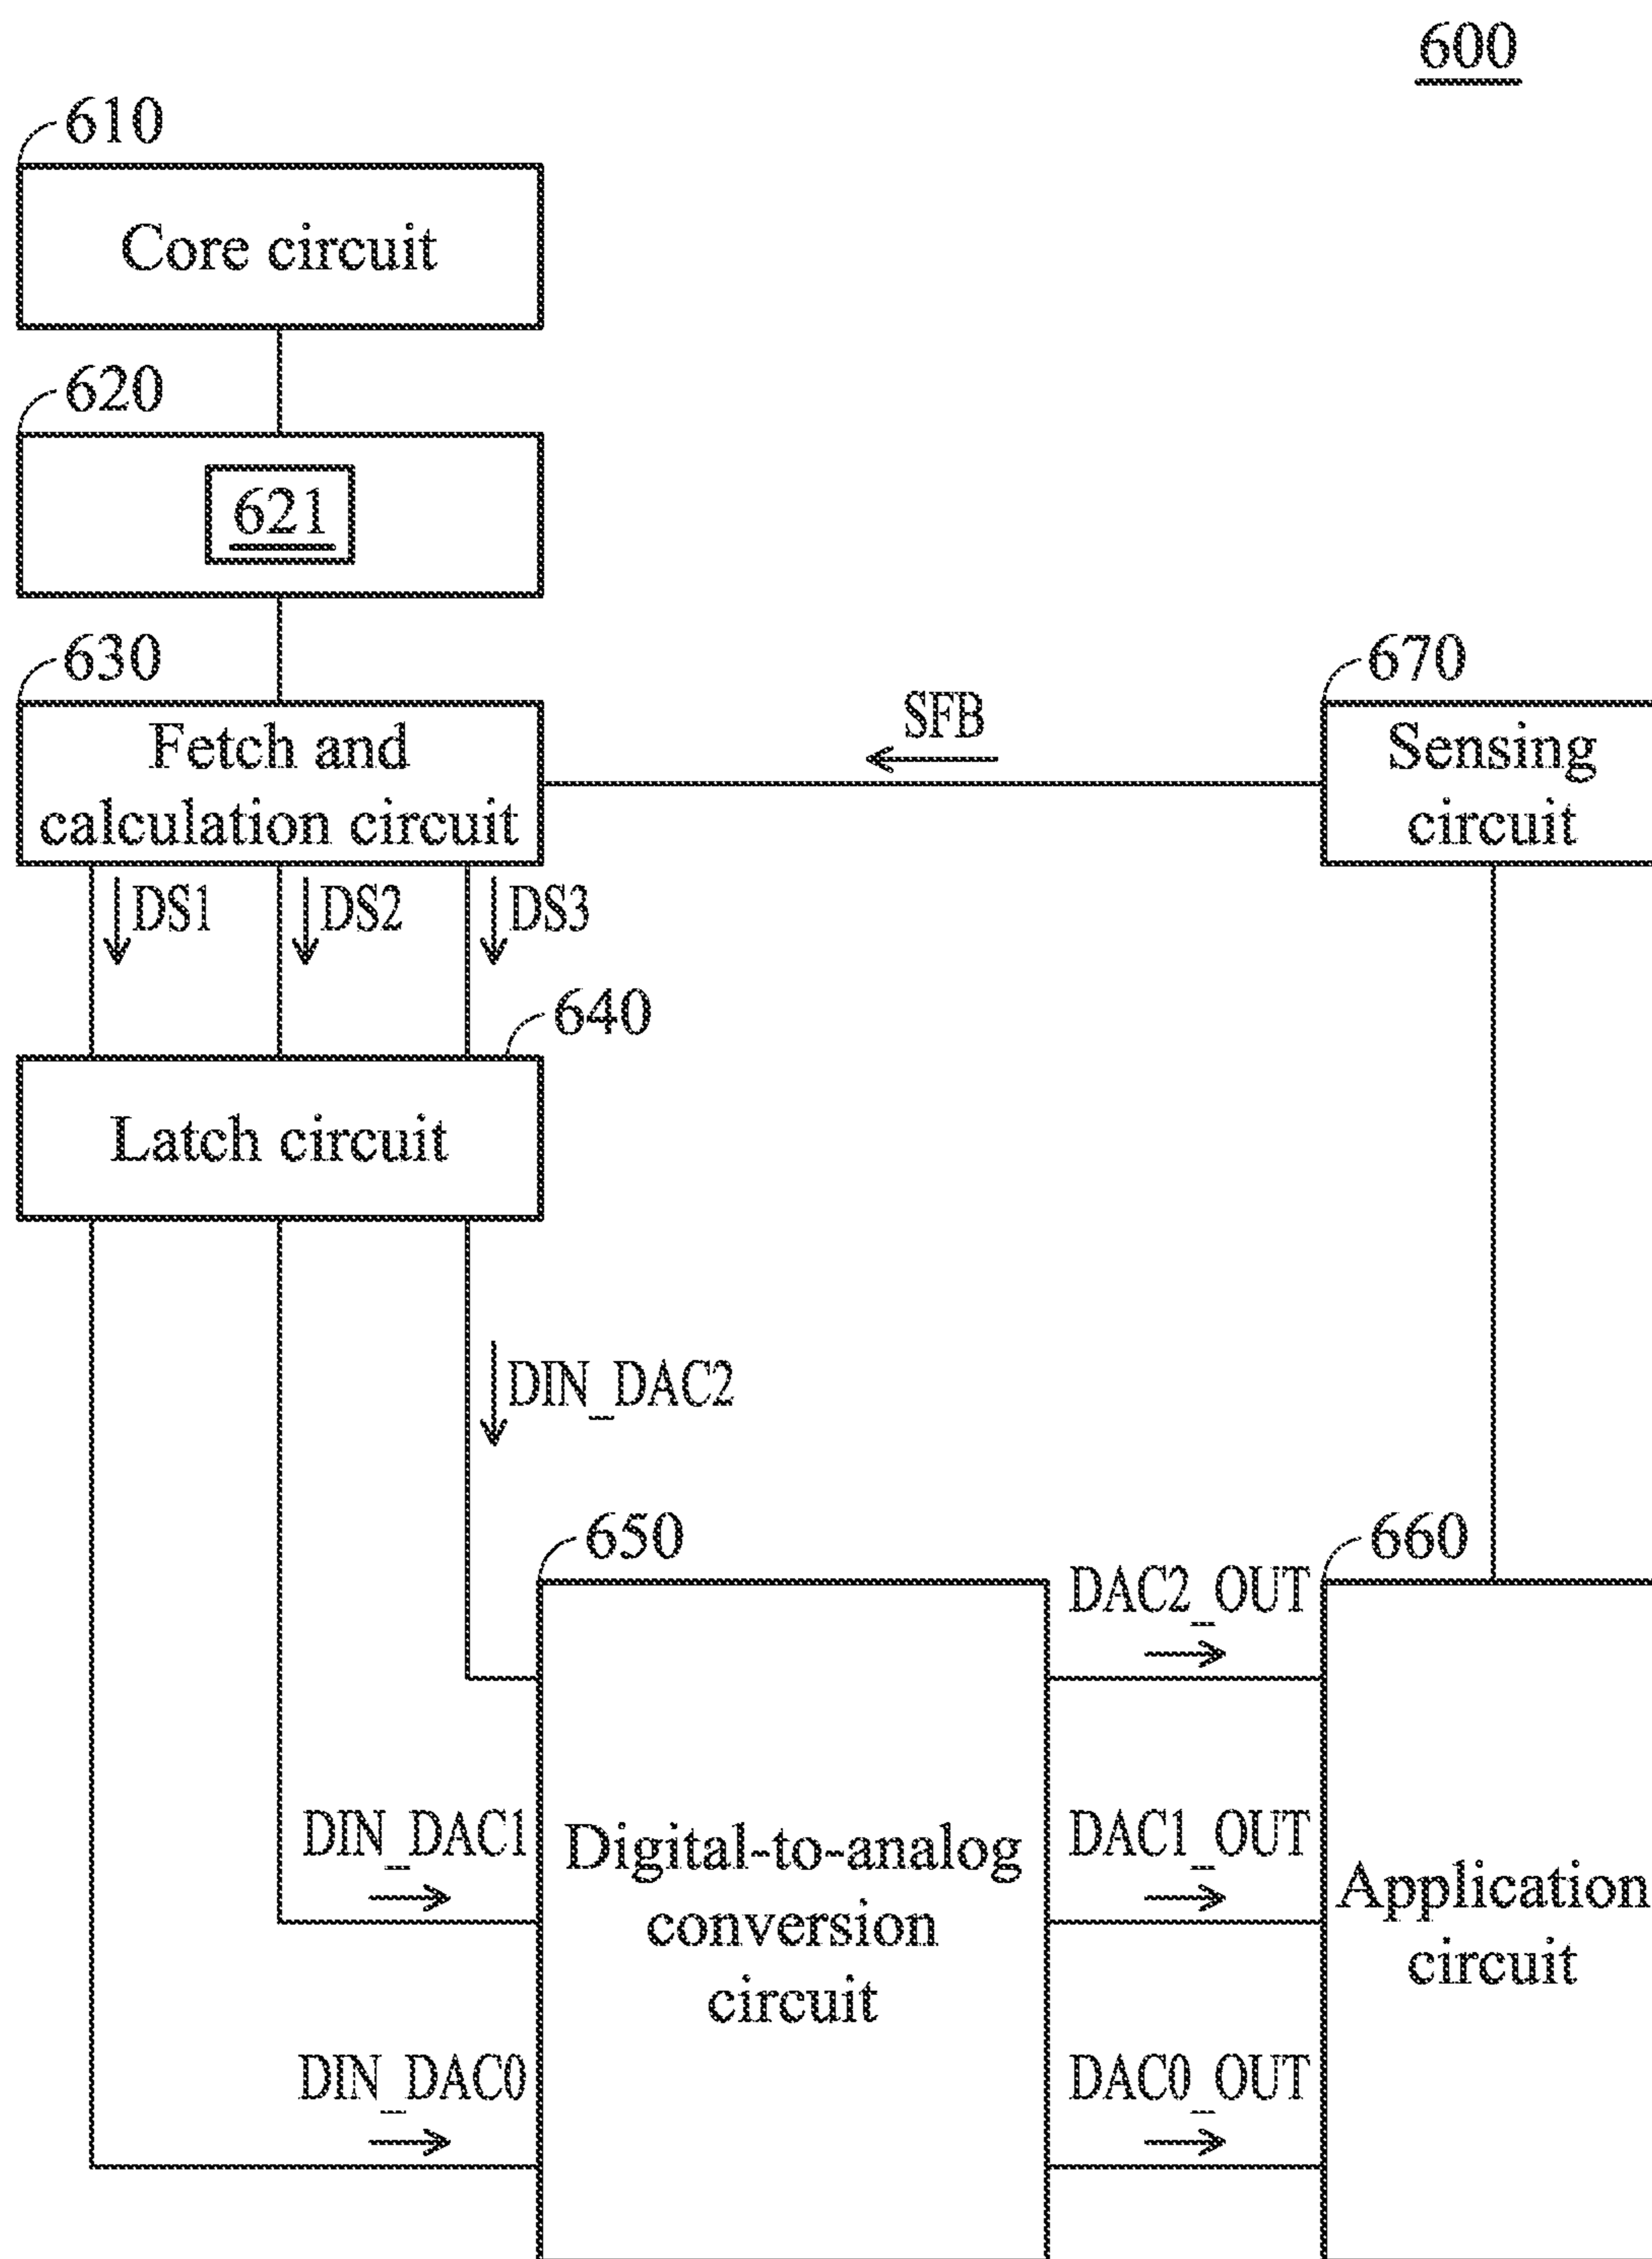 600
610
Core circuit
620
621
630
Fetch and
calculation circuit
SFB
670
Sensing
circuit
DS1
DS2
DS3
640
Latch circuit
DIN_DAC2
650
DAC2_OUT
660
DIN_DAC1
Digital-to-analog
conversion
circuit
DAC1_OUT
Application
circuit
DIN_DAC0
DAC0_OUT